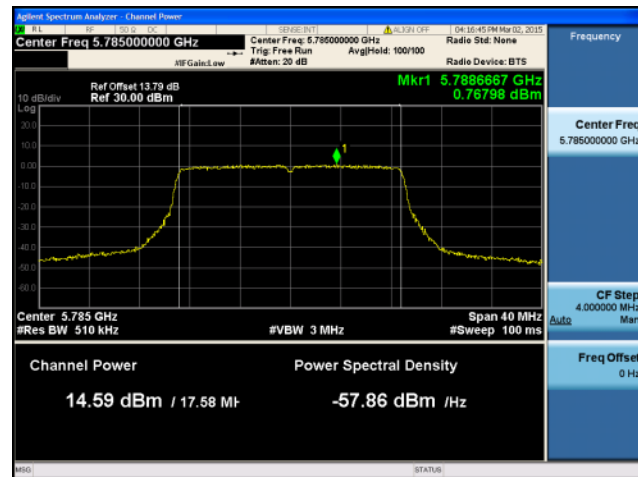 Agilent Spectrum Analyzer - Channel Power
RL RF 50 Ω DC SENSE:INT ALIGN OFF 04:16:45 PM Mar 02, 2015
Center Freq 5.785000000 GHz
Center Freq: 5.785000000 GHz
Radio Std: None
Trig: Free Run Avg|Hold: 100/100
#IFGain:Low #Atten: 20 dB Radio Device: BTS
Ref Offset 13.79 dB
10 dB/div Ref 30.00 dBm
Mkr1 5.7886667 GHz
0.76798 dBm
Log
20.0
10.0
0.00
-10.0
-20.0
-30.0
-40.0
-50.0
-60.0
1
Center 5.785 GHz Span 40 MHz
#Res BW 510 kHz #VBW 3 MHz #Sweep 100 ms
Channel Power Power Spectral Density
14.59 dBm / 17.58 MH -57.86 dBm /Hz
MSG STATUS
Frequency
Center Freq
5.785000000 GHz
CF Step
4.000000 MHz
Auto Man
Freq Offset
0 Hz